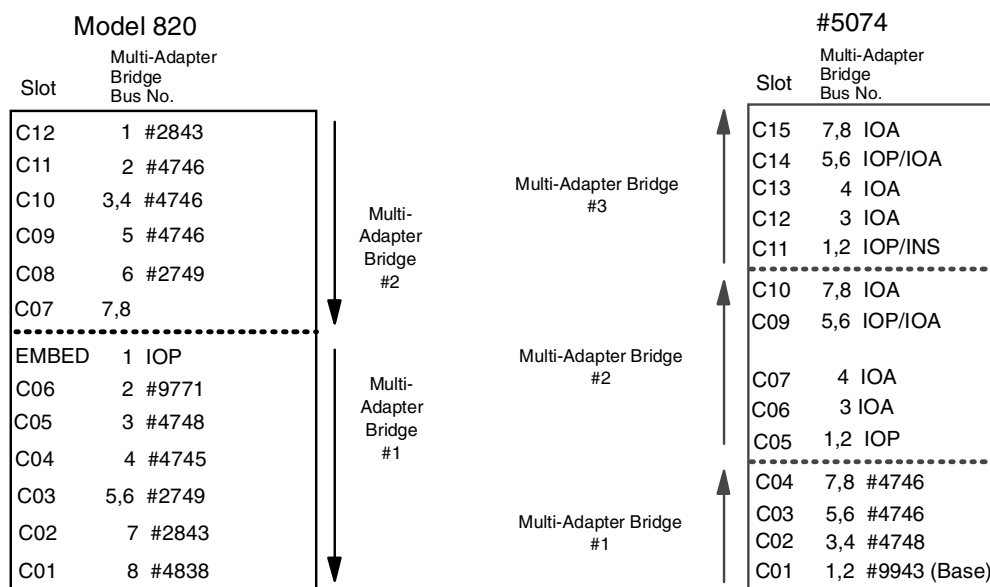 Model 820
Multi-Adapter
Bridge
Bus No.
Slot
C12 1 #2843
C11 2 #4746
C10 3,4 #4746
C09 5 #4746
C08 6 #2749
C07 7,8
EMBED 1 IOP
C06 2 #9771
C05 3 #4748
C04 4 #4745
C03 5,6 #2749
C02 7 #2843
C01 8 #4838
Multi-
Adapter
Bridge
#2
Multi-
Adapter
Bridge
#1
#5074
Multi-Adapter
Bridge
Bus No.
Slot
Multi-Adapter Bridge
#3
C15 7,8 IOA
C14 5,6 IOP/IOA
C13 4 IOA
C12 3 IOA
C11 1,2 IOP/INS
Multi-Adapter Bridge
#2
C10 7,8 IOA
C09 5,6 IOP/IOA
C07 4 IOA
C06 3 IOA
C05 1,2 IOP
Multi-Adapter Bridge
#1
C04 7,8 #4746
C03 5,6 #4746
C02 3,4 #4748
C01 1,2 #9943 (Base)